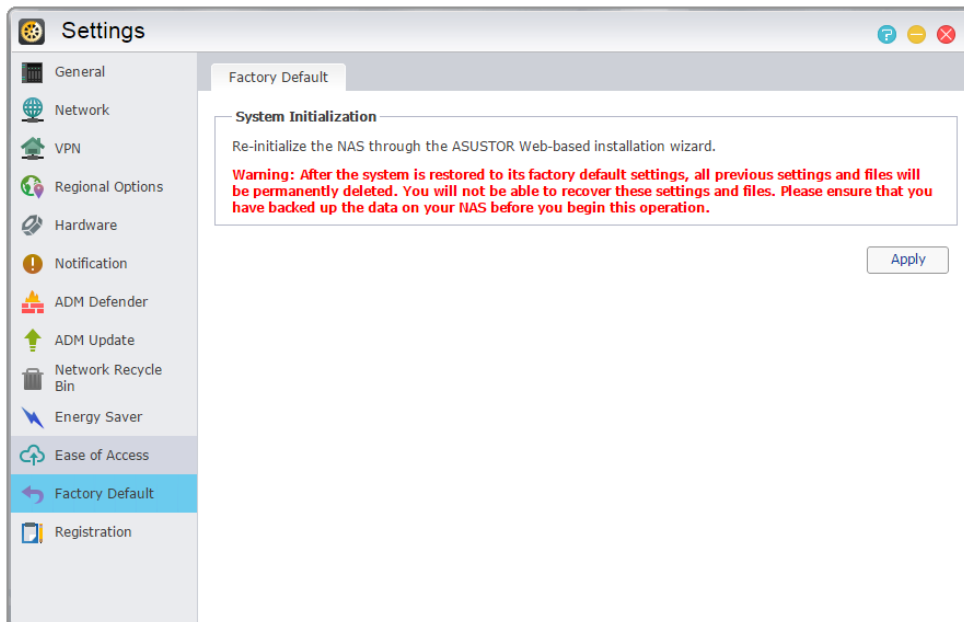 Settings
General
Network
VPN
Regional Options
Hardware
Notification
ADM Defender
ADM Update
Network Recycle
Bin
Energy Saver
Ease of Access
Factory Default
Registration
Factory Default
System Initialization
Re-initialize the NAS through the ASUSTOR Web-based installation wizard.
Warning: After the system is restored to its factory default settings, all previous settings and files will
be permanently deleted. You will not be able to recover these settings and files. Please ensure that you
have backed up the data on your NAS before you begin this operation.
Apply